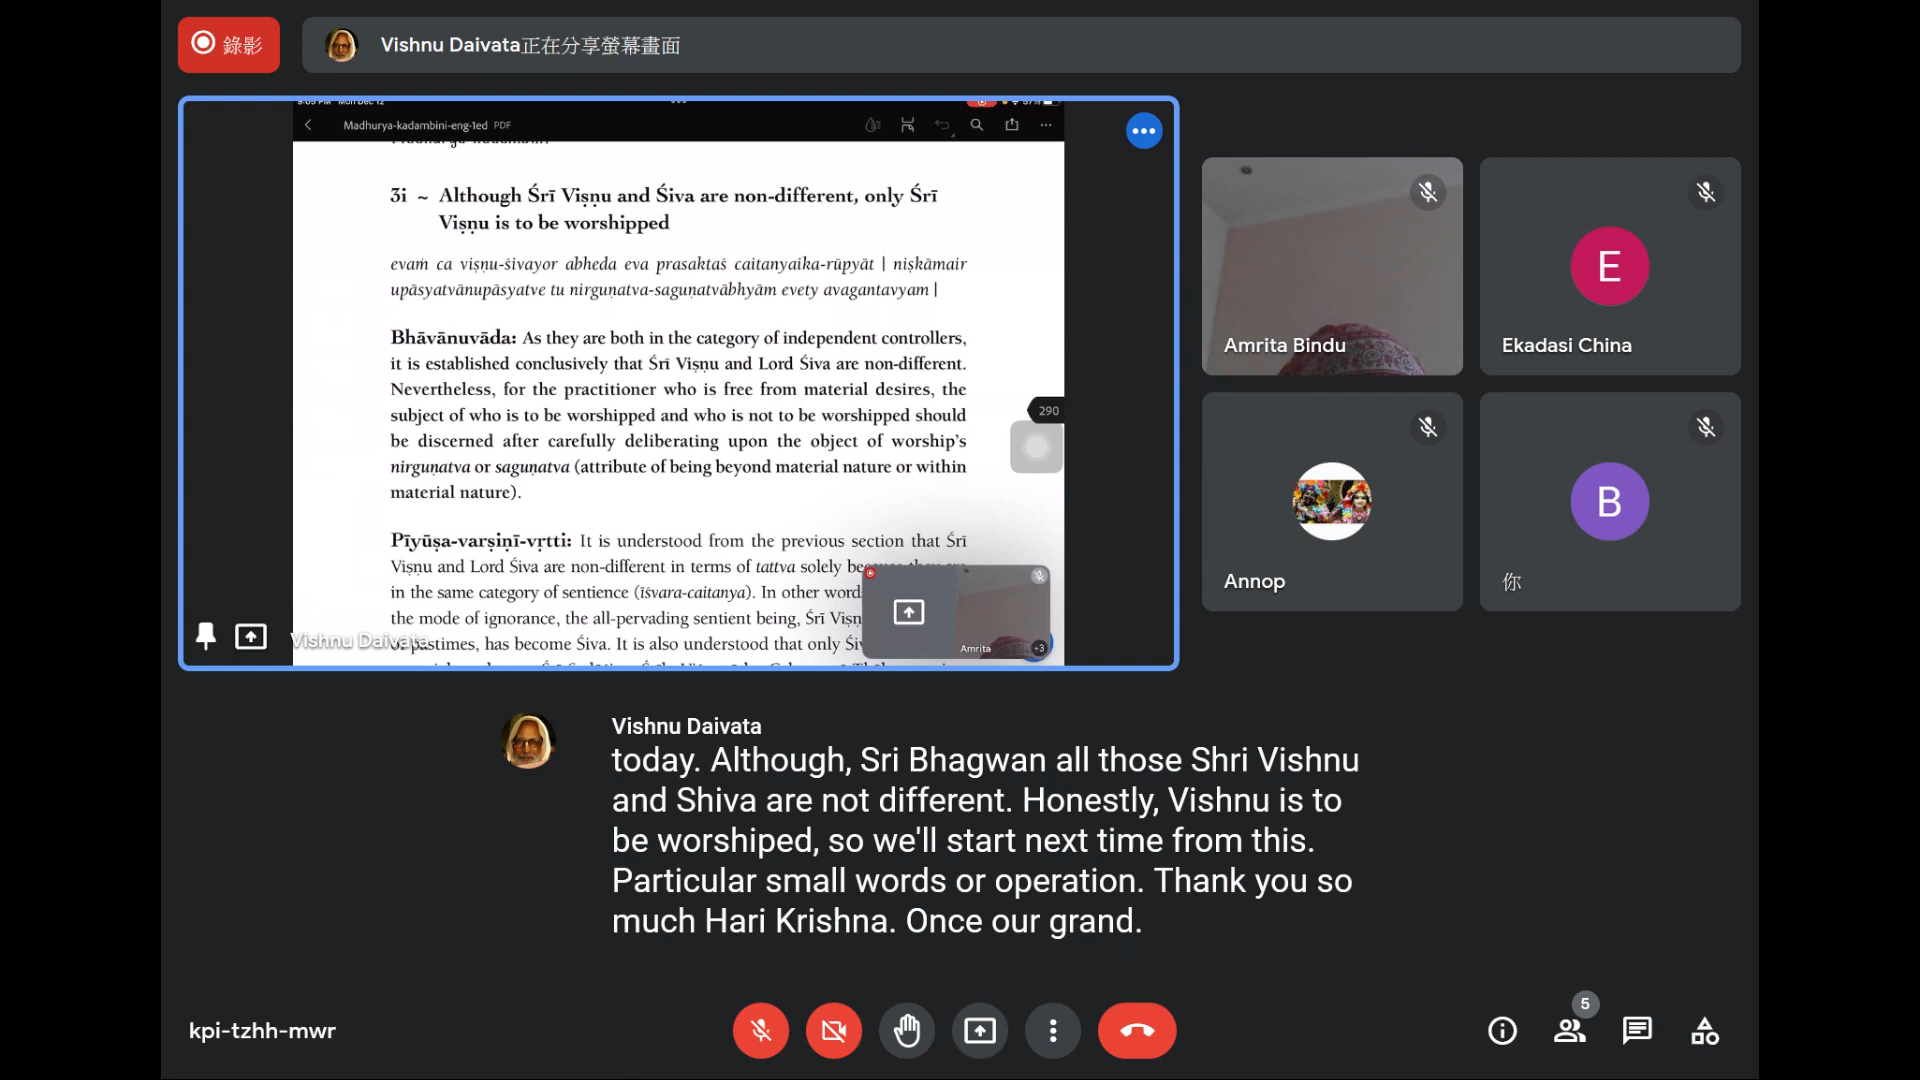 錄影
Vishnu Daivata正在分享螢幕畫面
9:05 PM Mon Dec 12
57%
Madhurya-kadambini-eng-1ed PDF
3i ~ Although Śrī Viṣṇu and Śiva are non-different, only Śrī
Viṣṇu is to be worshipped
evaṁ ca viṣṇu-śivayor abheda eva prasaktaś caitanyaika-rūpyāt | niṣkāmair
upāsyatvānupāsyatve tu nirguṇatva-saguṇatvābhyām evety avagantavyam |
Bhāvānuvāda: As they are both in the category of independent controllers,
it is established conclusively that Śrī Viṣṇu and Lord Śiva are non-different.
Nevertheless, for the practitioner who is free from material desires, the
subject of who is to be worshipped and who is not to be worshipped should
be discerned after carefully deliberating upon the object of worship's
nirguṇatva or saguṇatva (attribute of being beyond material nature or within
material nature).
290
Pīyūṣa-varṣiṇī-vṛtti: It is understood from the previous section that Śrī
Viṣṇu and Lord Śiva are non-different in terms of tattva solely
in the same category of sentience (īśvara-caitanya). In other
the mode of ignorance, the all-pervading sentient being, Śrī
pastimes, has become Śiva. It is also understood that only
Vishnu Daivata
Amrita
+3
Amrita Bindu
Ekadasi China
E
Annop
B
你
Vishnu Daivata
today. Although, Sri Bhagwan all those Shri Vishnu
and Shiva are not different. Honestly, Vishnu is to
be worshiped, so we'll start next time from this.
Particular small words or operation. Thank you so
much Hari Krishna. Once our grand.
kpi-tzhh-mwr
5